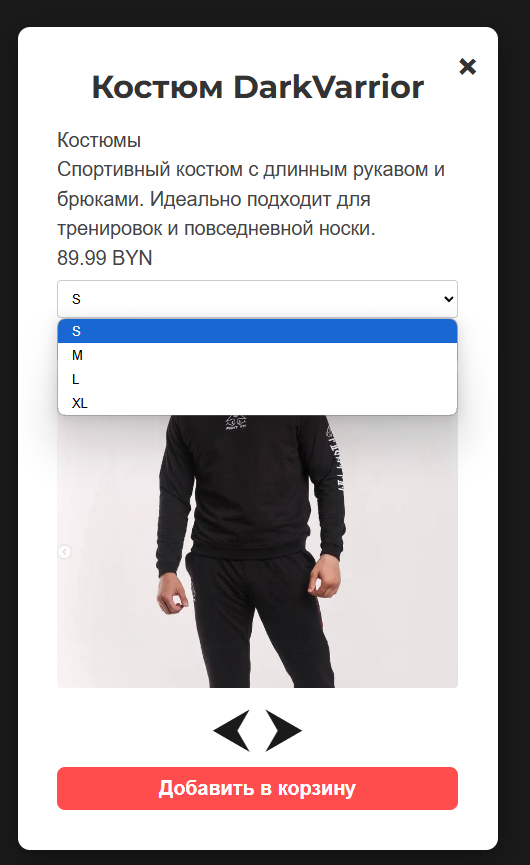 Костюм DarkVarrior
Костюмы
Спортивный костюм с длинным рукавом и
брюками. Идеально подходит для
тренировок и повседневной носки.
89.99 BYN
S
S
M
L
XL
Добавить в корзину